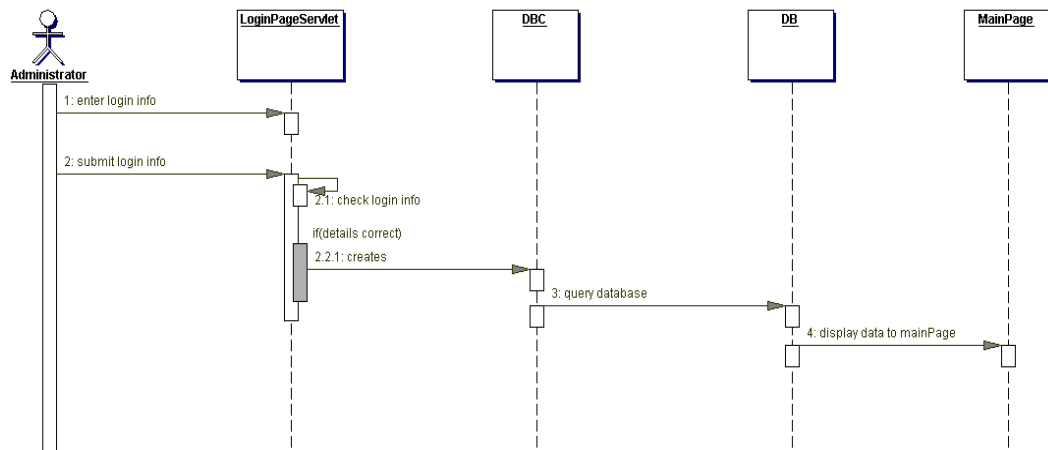 LoginPageServlet
DBC
DB
MainPage
Administrator
1: enter login info
2: submit login info
2.1: check login info
if(details correct)
2.2.1: creates
3: query database
4: display data to mainPage